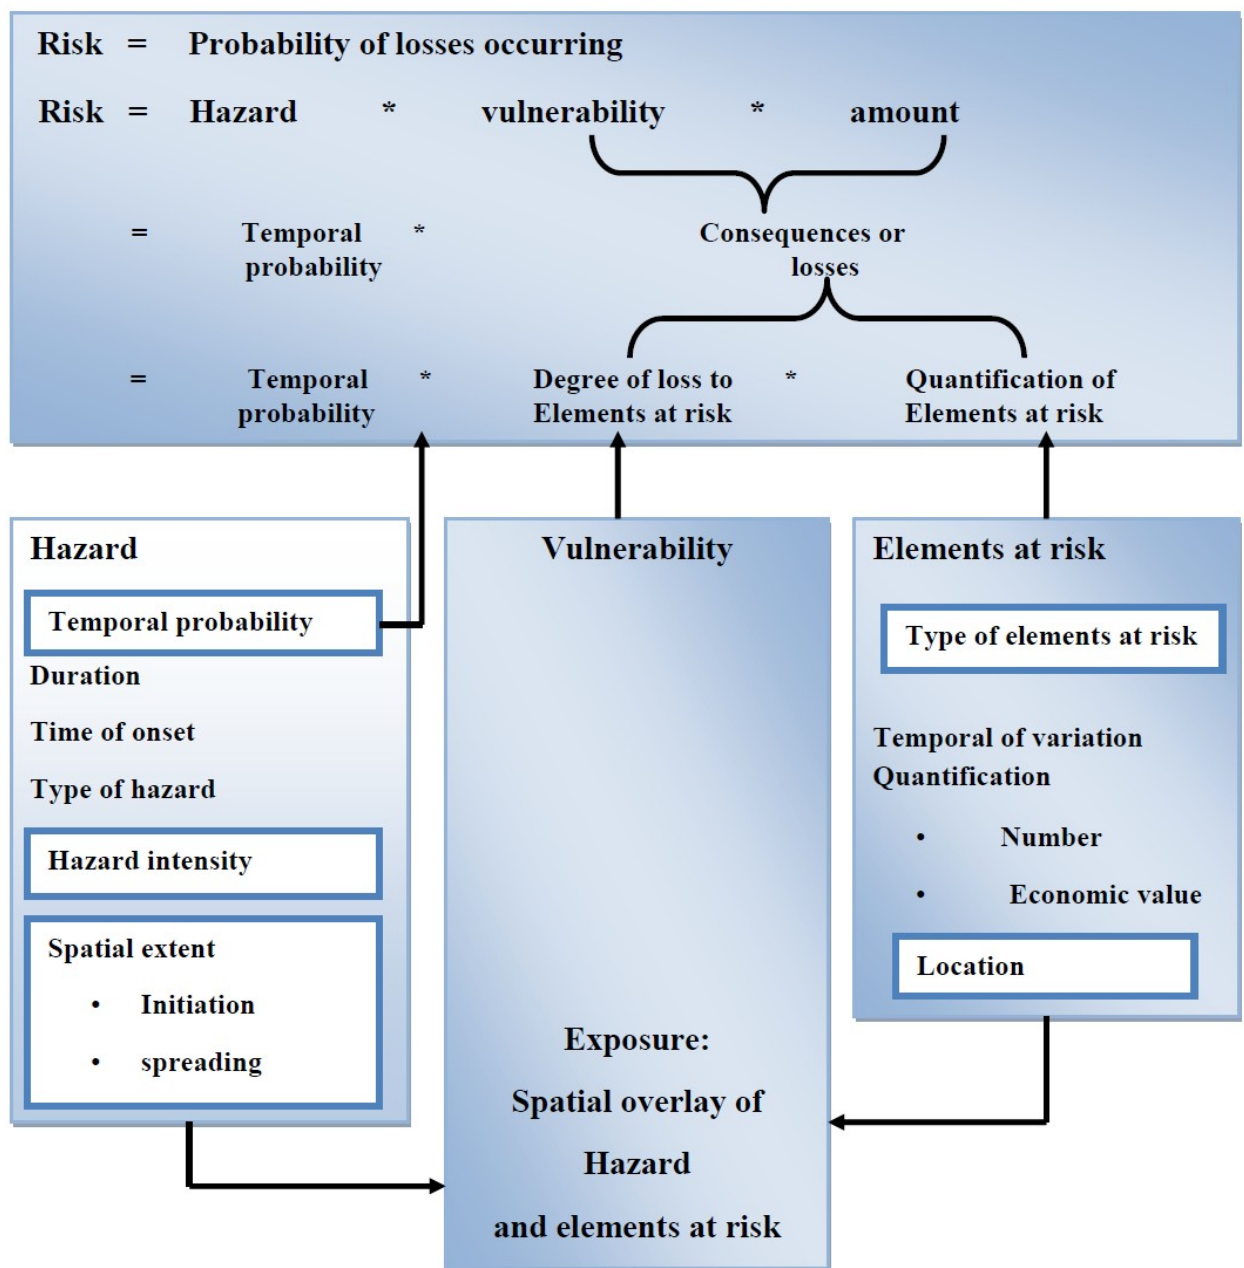 Risk = Probability of losses occurring
Risk = Hazard * vulnerability * amount
= Temporal * Consequences or
probability losses
= Temporal * Degree of loss to * Quantification of
probability Elements at risk Elements at risk
Hazard
Temporal probability
Duration
Time of onset
Type of hazard
Hazard intensity
Spatial extent
• Initiation
• spreading
Vulnerability
Exposure:
Spatial overlay of
Hazard
and elements at risk
Elements at risk
Type of elements at risk
Temporal of variation
Quantification
• Number
• Economic value
Location